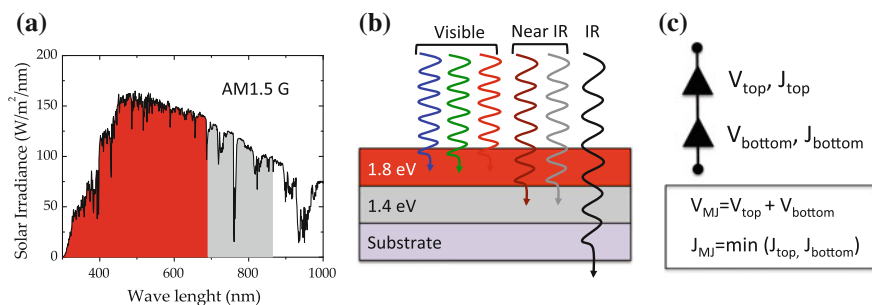 (a)
200
150
100
50
0
400
600
800
1000
Solar Irradiance (W/m²/nm)
Wave lenght (nm)
AM1.5 G
(b)
Visible
Near IR
IR
1.8 eV
1.4 eV
Substrate
(c)
V_top, J_top
V_bottom, J_bottom
V_MJ=V_top + V_bottom
J_MJ=min (J_top, J_bottom)